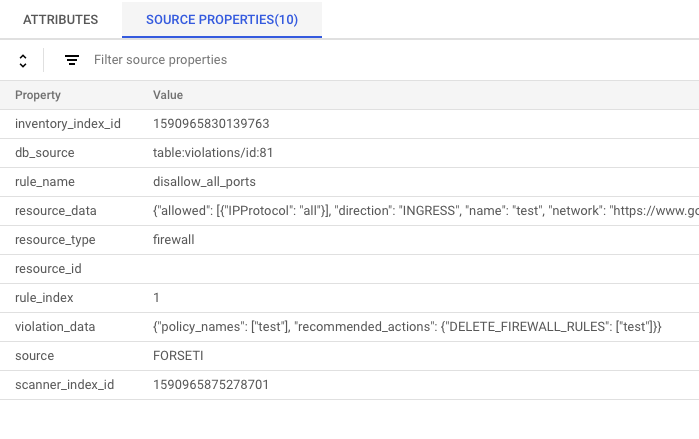 ATTRIBUTES SOURCE PROPERTIES(10)
Filter source properties
Property Value
inventory_index_id 1590965830139763
db_source table:violations/id:81
rule_name disallow_all_ports
resource_data {"allowed": [{"IPProtocol": "all"}], "direction": "INGRESS", "name": "test", "network": "https://www.go
resource_type firewall
resource_id
rule_index 1
violation_data {"policy_names": ["test"], "recommended_actions": {"DELETE_FIREWALL_RULES": ["test"]}}
source FORSETI
scanner_index_id 1590965875278701